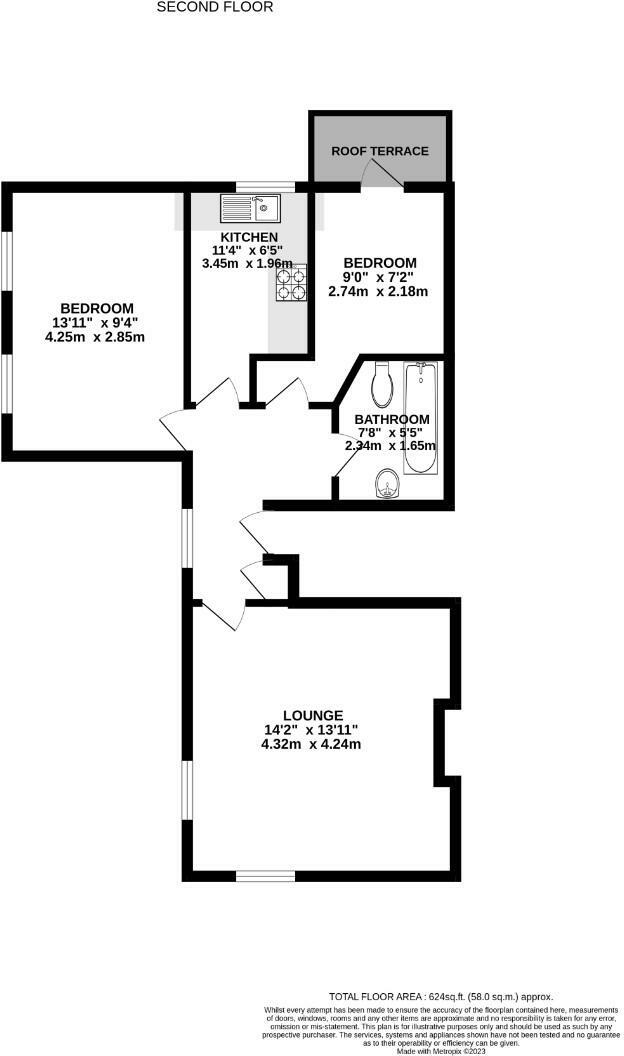 SECOND FLOOR
ROOF TERRACE
KITCHEN
11'4" x 6'5"
3.45m x 1.96m
BEDROOM
9'0" x 7'2"
2.74m x 2.18m
BEDROOM
13'11" x 9'4"
4.25m x 2.85m
BATHROOM
7'8" x 5'5"
2.34m x 1.65m
LOUNGE
14'2" x 13'11"
4.32m x 4.24m
TOTAL FLOOR AREA : 624sq.ft. (58.0 sq.m.) approx.
Whilst every attempt has been made to ensure the accuracy of the floorplan contained here, measurements
of doors, windows, rooms and any other items are approximate and no responsibility is taken for any error,
omission or mis-statement. This plan is for illustrative purposes only and should be used as such by any
prospective purchaser. The services, systems and appliances shown have not been tested and no guarantee
as to their operability or efficiency can be given.
Made with Metropix ©2023